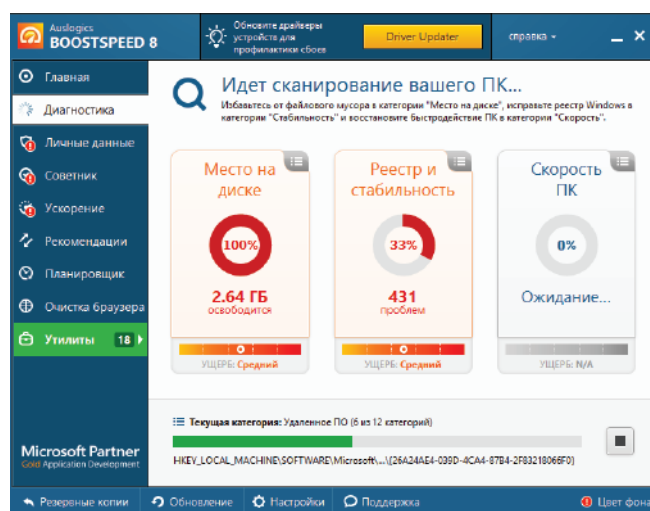 Auslogics
BOOSTSPEED 8
Обновите драйверы
устройств для
профилактики сбоев
Driver Updater
справка
Главная
Диагностика
Личные данные
Советник
Ускорение
Рекомендации
Планировщик
Очистка браузера
Утилиты 18
Microsoft Partner
Gold Application Development
Идет сканирование вашего ПК...
Избавьтесь от файлового мусора в категории "Место на диске", исправьте реестр Windows в
категории "Стабильность" и восстановите быстродействие ПК в категории "Скорость".
Место на
диске
100%
2.64 ГБ
освободится
УЩЕРБ: Средний
Реестр и
стабильность
33%
431
проблем
УЩЕРБ: Средний
Скорость
ПК
0%
Ожидание...
УЩЕРБ: N/A
Текущая категория: Удаленное ПО (6 из 12 категорий)
HKEY_LOCAL_MACHINE\SOFTWARE\Microsoft\...\{26A24AE4-039D-4CA4-87B4-2F83218066F0}
Резервные копии
Обновление
Настройки
Поддержка
Цвет фона